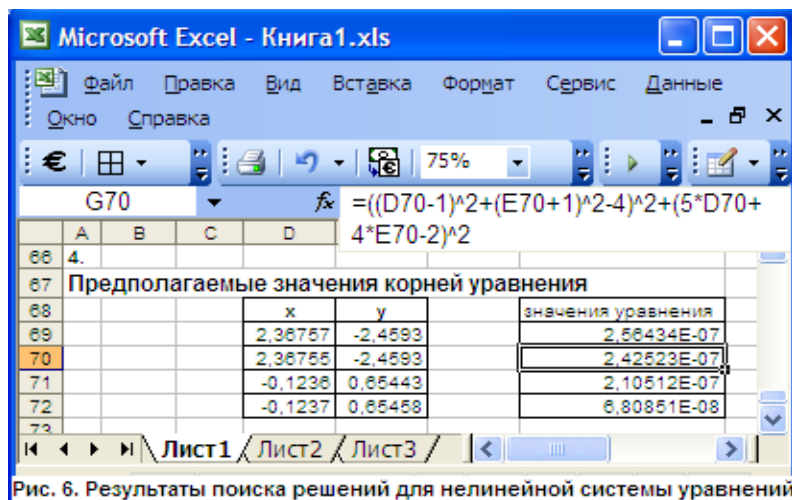 Microsoft Excel - Книга1.xls
Файл Правка Вид Вставка Формат Сервис Данные
Окно Справка
€ 75%
G70 fx =((D70-1)^2+(E70+1)^2-4)^2+(5*D70+
4*E70-2)^2
A B C D
66 4.
67 Предполагаемые значения корней уравнения
68 x y значения уравнения
69 2,36757 -2,4593 2,56434E-07
70 2,36755 -2,4593 2,42523E-07
71 -0,1236 0,65443 2,10512E-07
72 -0,1237 0,65458 6,80851E-08
73
Лист1 Лист2 Лист3
Рис. 6. Результаты поиска решений для нелинейной системы уравнений